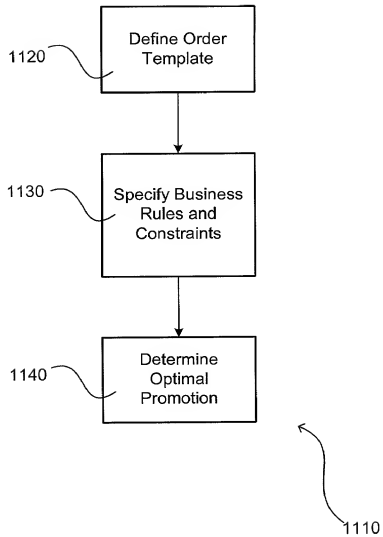 1120
Define Order
Template
1130
Specify Business
Rules and
Constraints
1140
Determine
Optimal
Promotion
1110